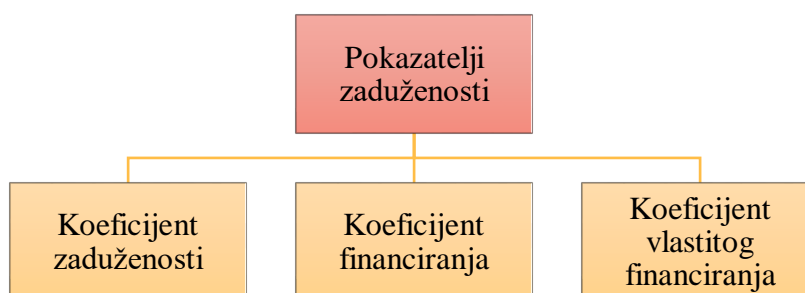 Pokazatelji
zaduženosti
Koeficijent
zaduženosti
Koeficijent
financiranja
Koeficijent
vlastitog
financiranja